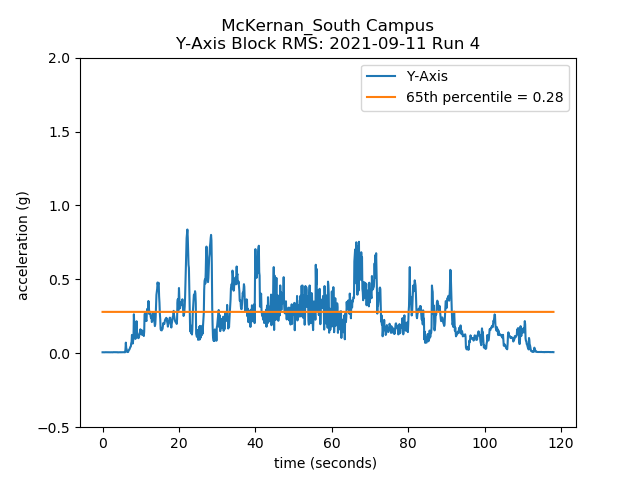 McKernan_South Campus
Y-Axis Block RMS: 2021-09-11 Run 4
2.0
1.5
1.0
0.5
0.0
−0.5
acceleration (g)
Y-Axis
65th percentile = 0.28
0 20 40 60 80 100 120
time (seconds)